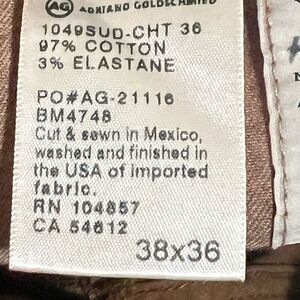 AG ADRIANO GOLDSCHMIED
1049SUD-CHT 36
97% COTTON
3% ELASTANE
PO#AG-21116
BM4748
Cut & sewn in Mexico,
washed and finished in
the USA of imported
fabric.
RN 104857
CA 54612
38x36